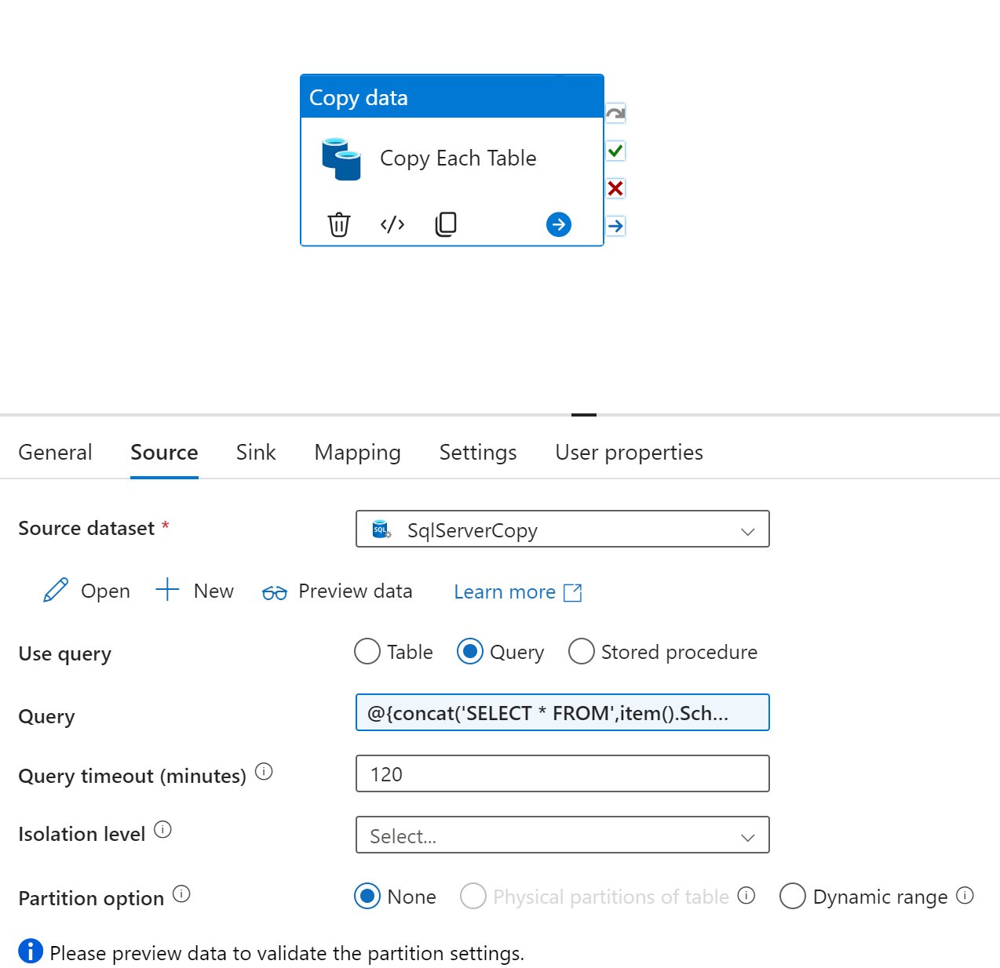 Copy data
Copy Each Table
General Source Sink Mapping Settings User properties
Source dataset * SQL SqlServerCopy
Open New Preview data Learn more
Use query Table Query Stored procedure
Query @{concat('SELECT * FROM',item().Sch...
Query timeout (minutes) 120
Isolation level Select...
Partition option None Physical partitions of table Dynamic range
Please preview data to validate the partition settings.